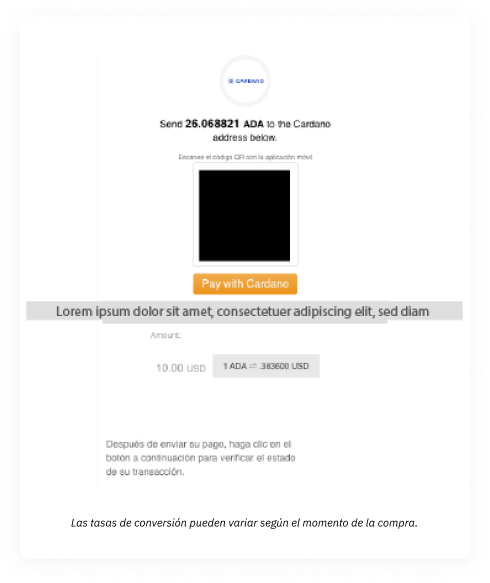 CARDANO
Send 26.068821 ADA to the Cardano
address below.
Escanee el código QR con la aplicación móvil
Pay with Cardano
Lorem ipsum dolor sit amet, consectetuer adipiscing elit, sed diam
Amount:
10.00 USD
1 ADA ⇌ .383600 USD
Después de enviar su pago, haga clic en el
botón a continuación para verificar el estado
de su transacción.
Las tasas de conversión pueden variar según el momento de la compra.